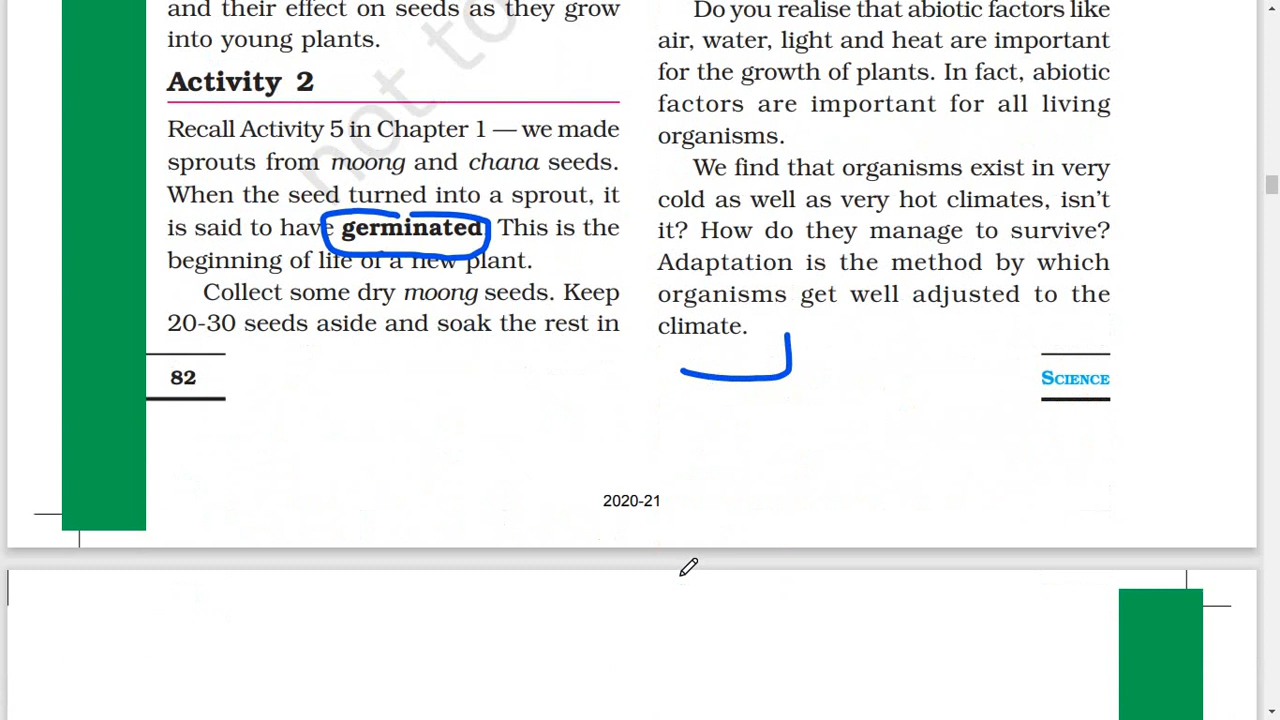 and their effect on seeds as they grow
into young plants.
Activity 2
Recall Activity 5 in Chapter 1 — we made
sprouts from moong and chana seeds.
When the seed turned into a sprout, it
is said to have germinated. This is the
beginning of life of a new plant.
Collect some dry moong seeds. Keep
20-30 seeds aside and soak the rest in
Do you realise that abiotic factors like
air, water, light and heat are important
for the growth of plants. In fact, abiotic
factors are important for all living
organisms.
We find that organisms exist in very
cold as well as very hot climates, isn't
it? How do they manage to survive?
Adaptation is the method by which
organisms get well adjusted to the
climate.
82
SCIENCE
2020-21
not to